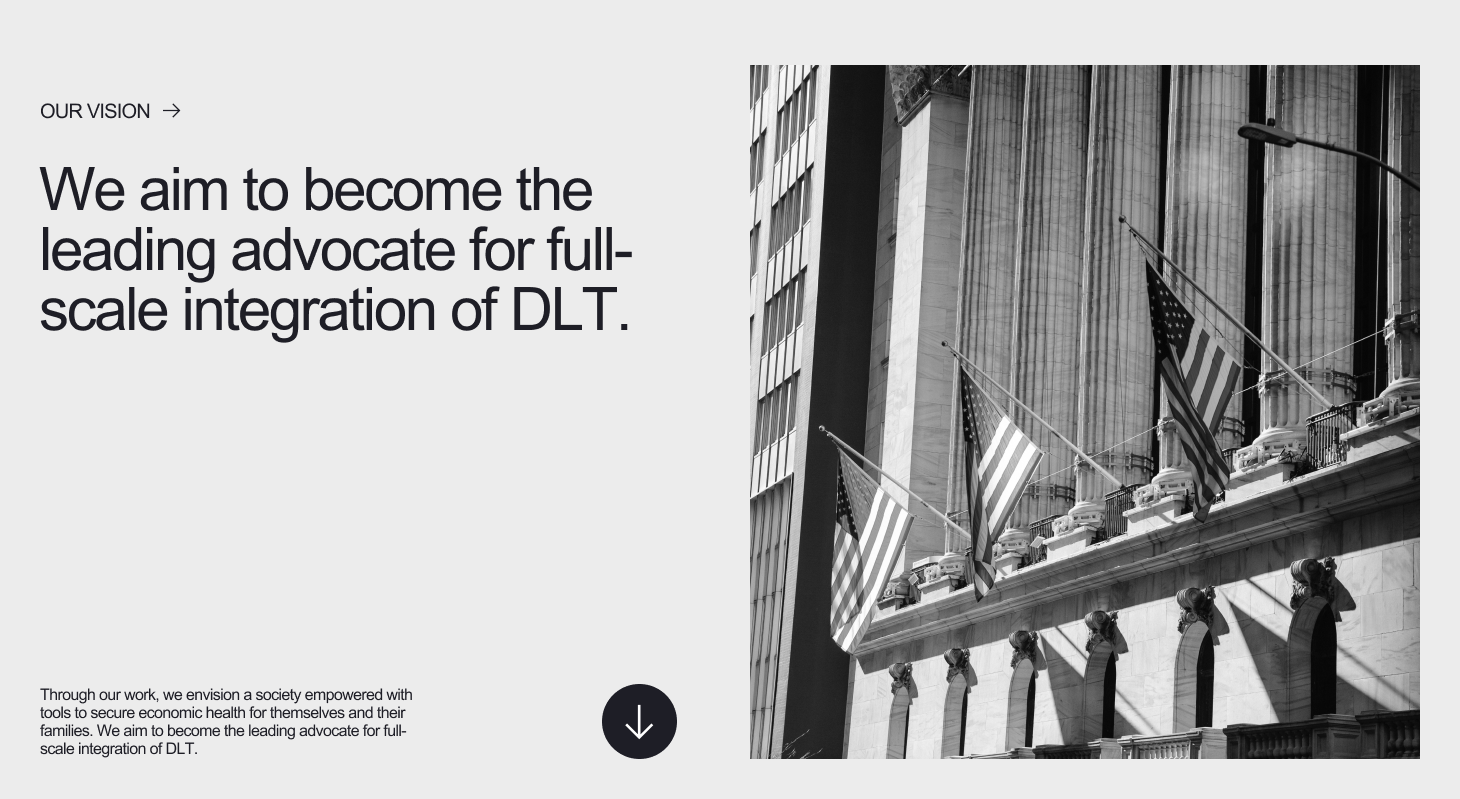 OUR VISION →
We aim to become the
leading advocate for full-
scale integration of DLT.
Through our work, we envision a society empowered with
tools to secure economic health for themselves and their
families. We aim to become the leading advocate for full-
scale integration of DLT.